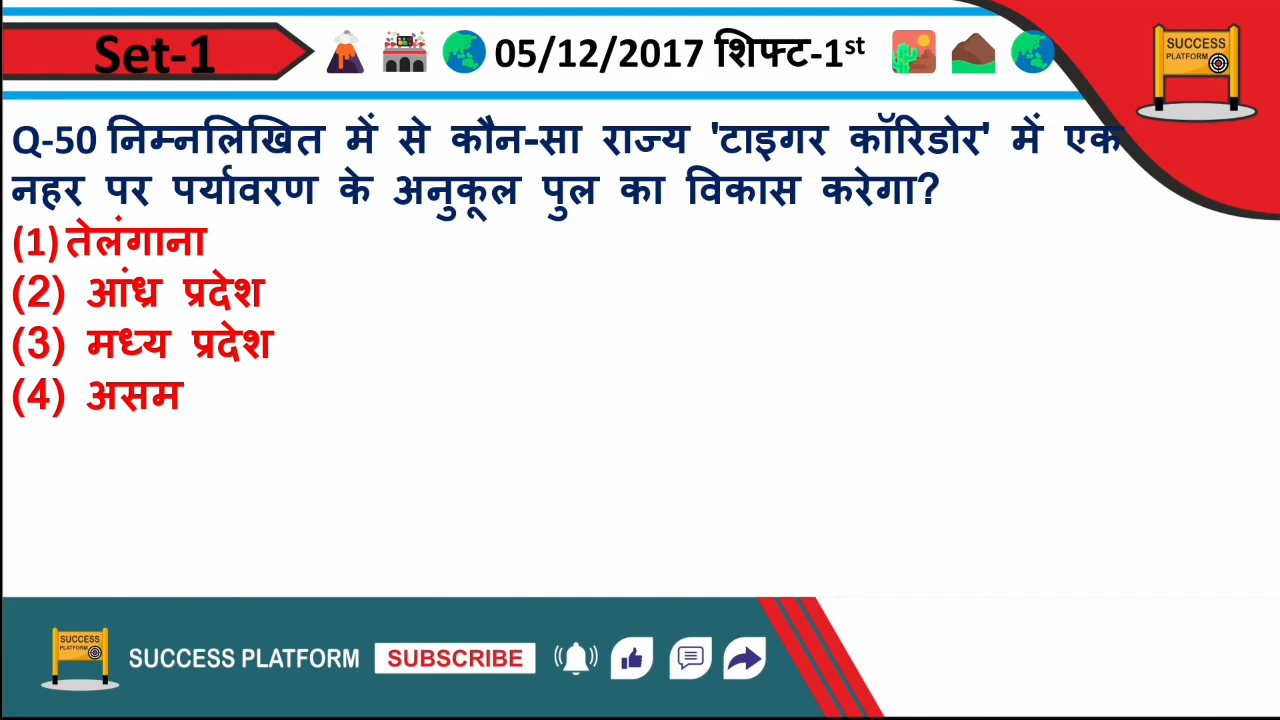 Set-1
05/12/2017 शिफ्ट-1st
SUCCESS
PLATFORM
Q-50 निम्नलिखित में से कौन-सा राज्य 'टाइगर कॉरिडोर' में एक
नहर पर पर्यावरण के अनुकूल पुल का विकास करेगा?
(1) तेलंगाना
(2) आंध्र प्रदेश
(3) मध्य प्रदेश
(4) असम
SUCCESS
PLATFORM
SUCCESS PLATFORM
SUBSCRIBE